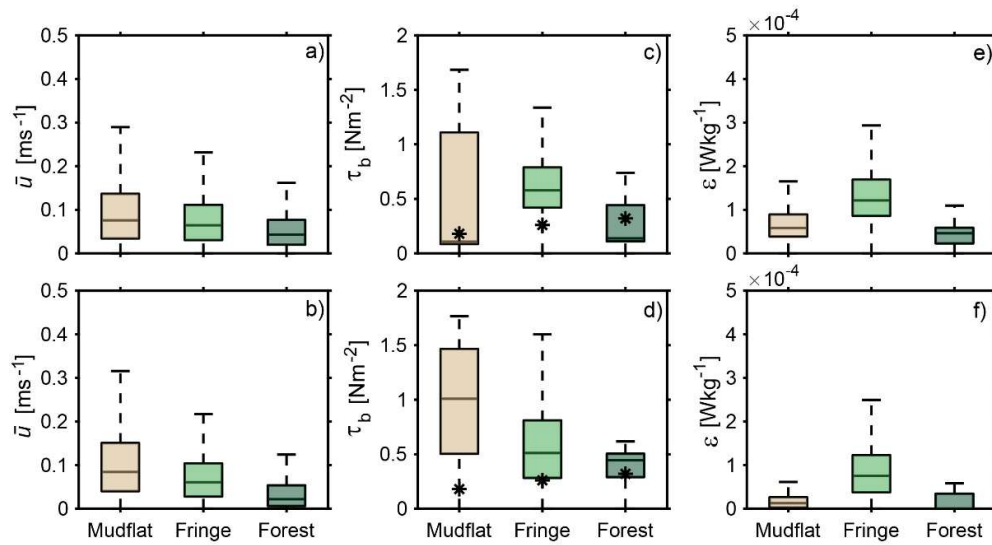 a)
0.5
0.4
0.3
0.2
0.1
0
ū [ms⁻¹]
c)
2
1.5
1
0.5
0
τb [Nm⁻²]
e)
5 ×10⁻⁴
4
3
2
1
0
ε [Wkg⁻¹]
b)
0.5
0.4
0.3
0.2
0.1
0
ū [ms⁻¹]
Mudflat Fringe Forest
d)
2
1.5
1
0.5
0
τb [Nm⁻²]
Mudflat Fringe Forest
f)
5 ×10⁻⁴
4
3
2
1
0
ε [Wkg⁻¹]
Mudflat Fringe Forest